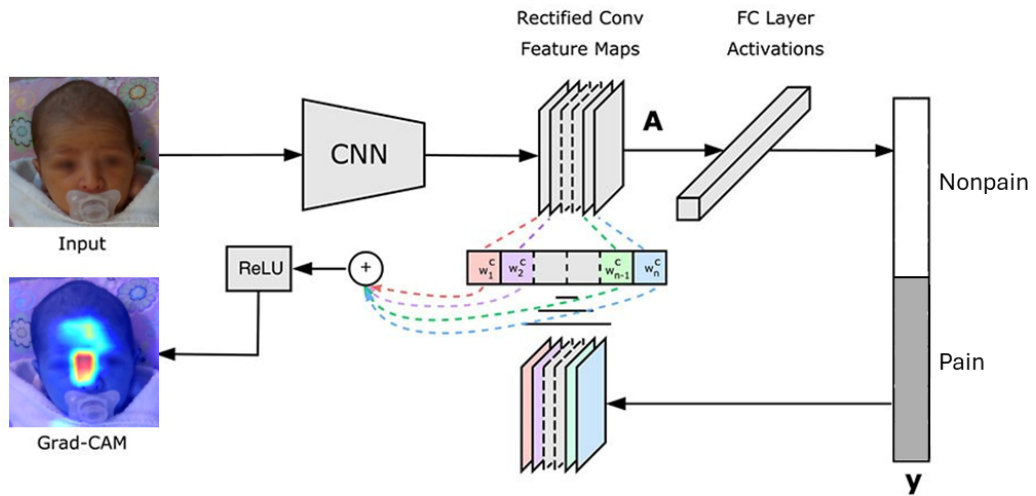 Rectified Conv
Feature Maps
FC Layer
Activations
CNN
A
Nonpain
Input
ReLU
+
w₁ᶜ
w₂ᶜ
wₙ₋₁ᶜ
wₙᶜ
Pain
Grad-CAM
y